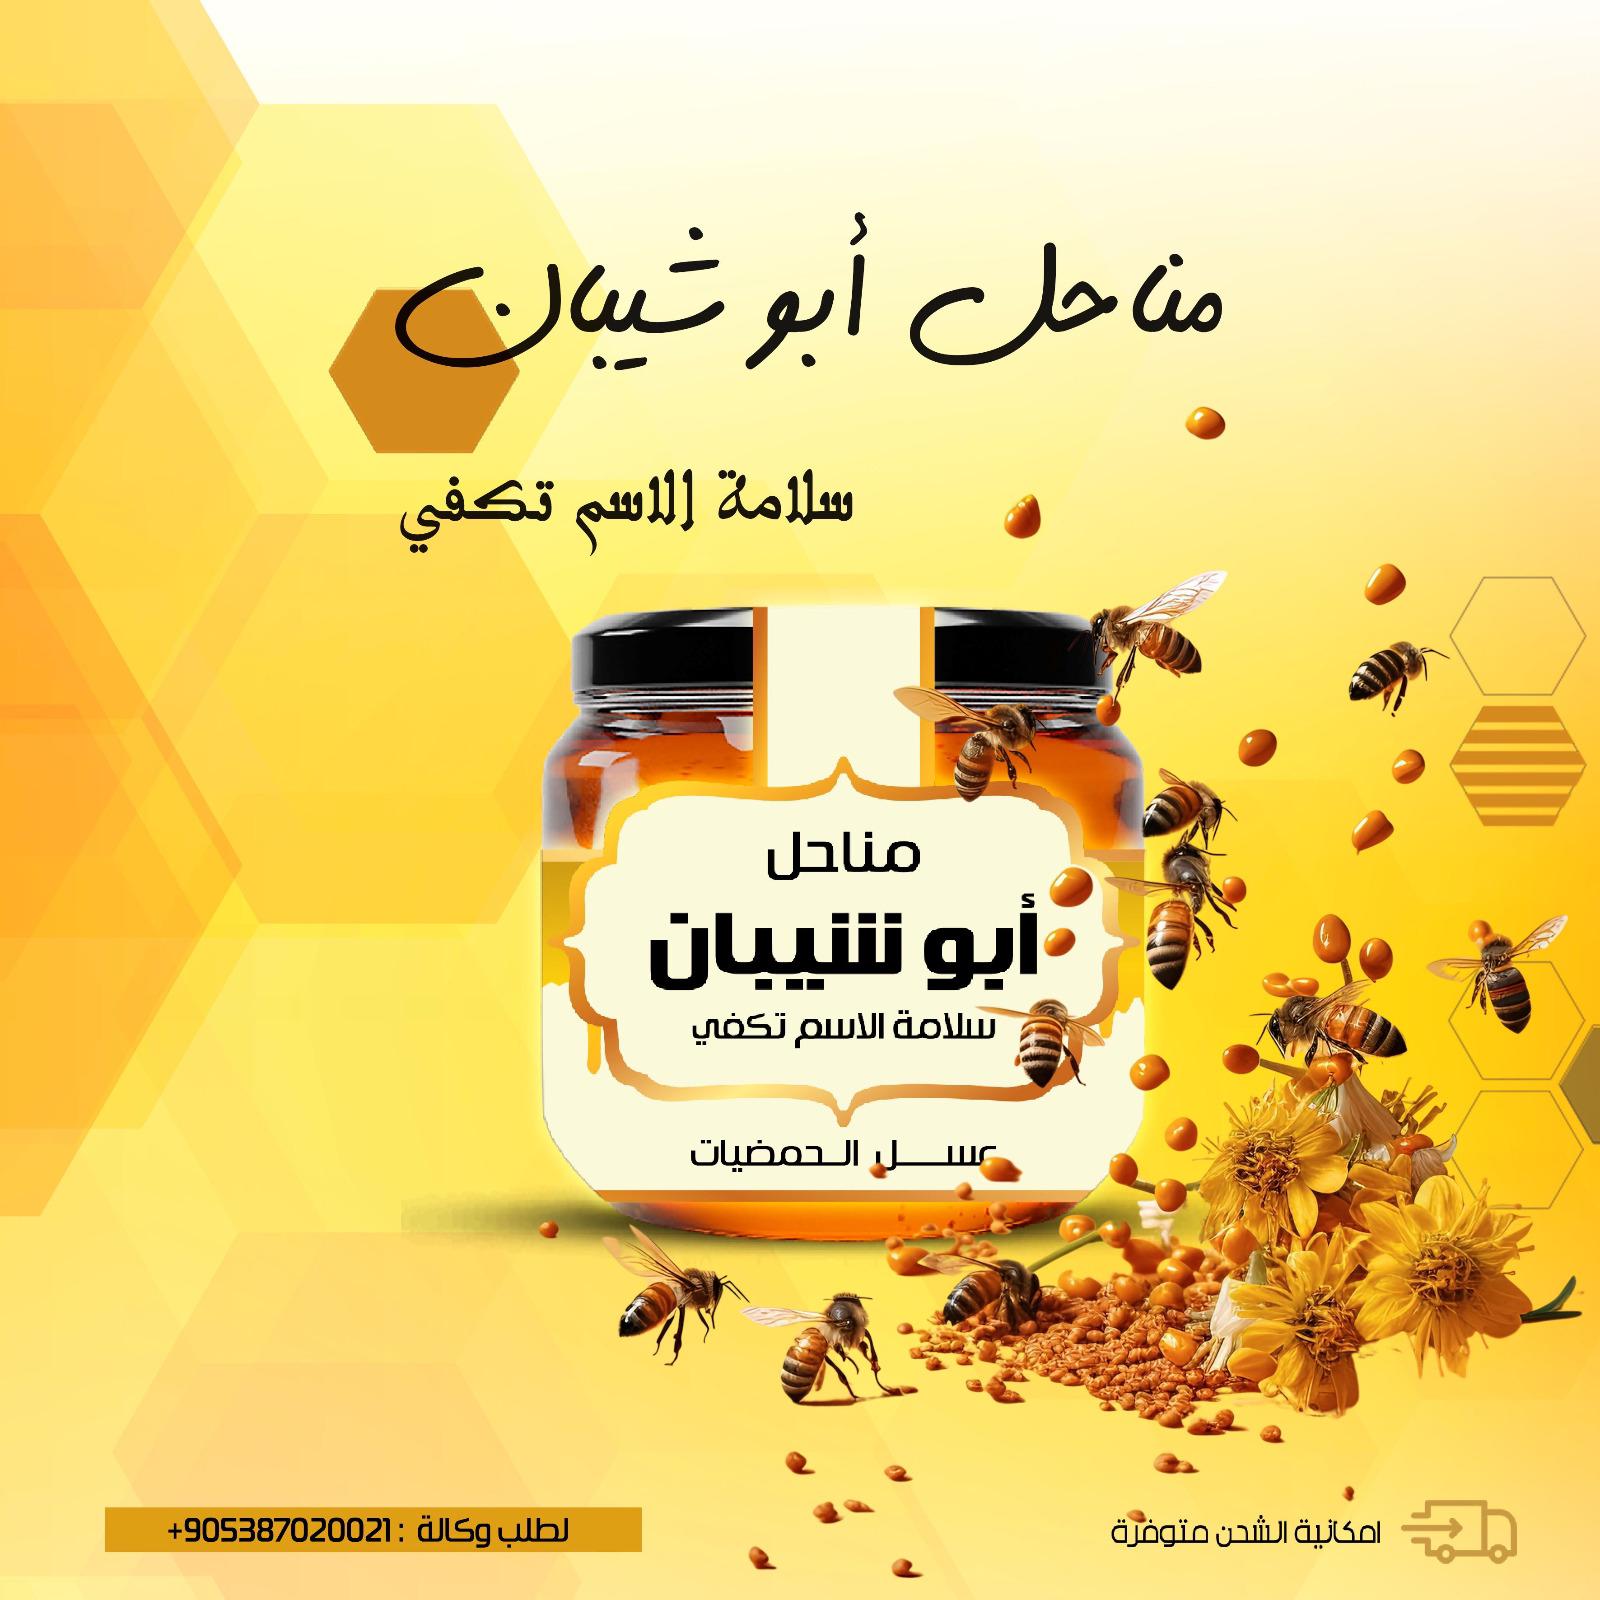 مناحل أبو شيبان
سلامة الاسم تكفي
مناحل
أبو شيبان
سلامة الاسم تكفي
عســـل الـحمضيات
لطلب وكالة : 905387020021+
امكانية الشحن متوفرة